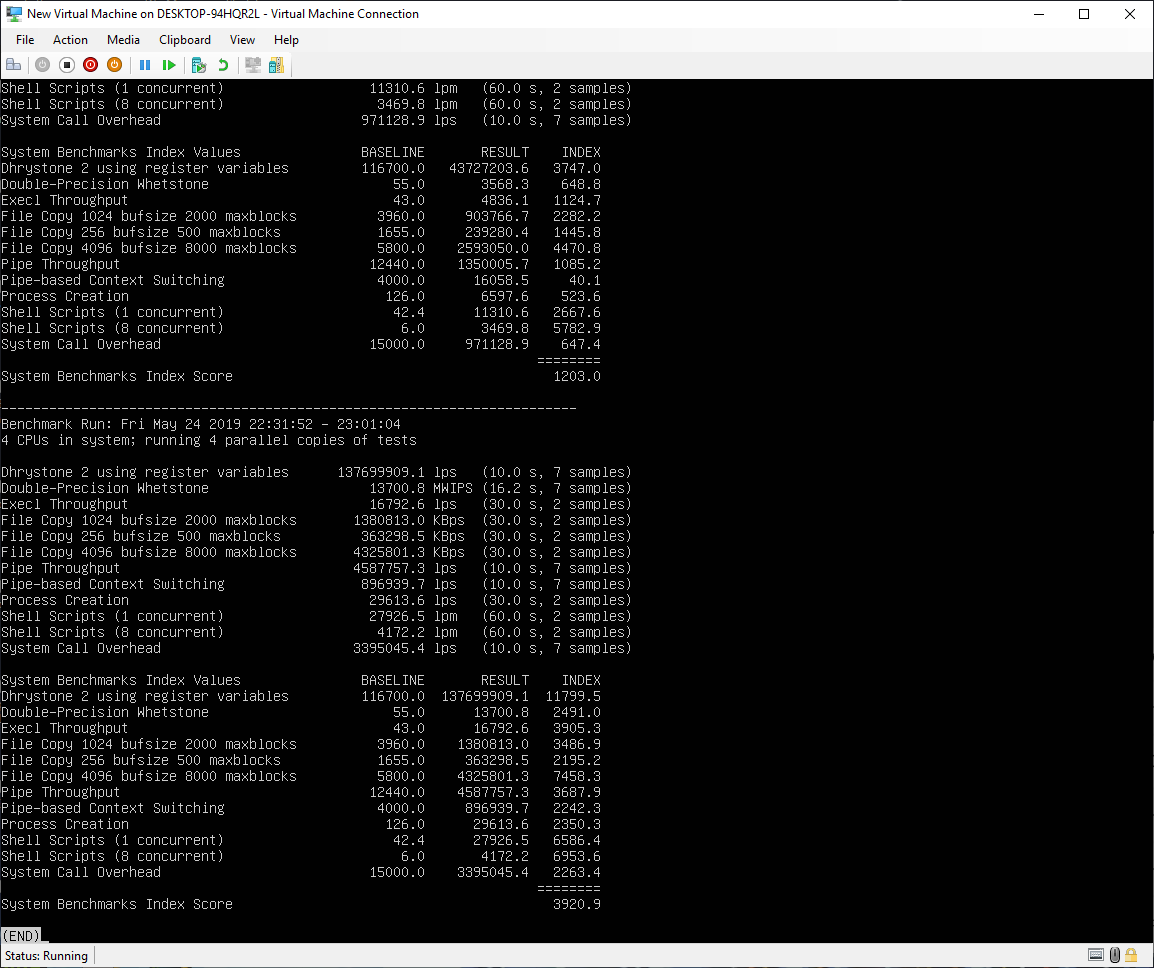 New Virtual Machine on DESKTOP-94HQR2L - Virtual Machine Connection
File Action Media Clipboard View Help
Shell Scripts (1 concurrent) 11310.6 lpm (60.0 s, 2 samples)
Shell Scripts (8 concurrent) 3469.8 lpm (60.0 s, 2 samples)
System Call Overhead 971128.9 lps (10.0 s, 7 samples)
System Benchmarks Index Values BASELINE RESULT INDEX
Dhrystone 2 using register variables 116700.0 43727203.6 3747.0
Double-Precision Whetstone 55.0 3568.3 648.8
Execl Throughput 43.0 4836.1 1124.7
File Copy 1024 bufsize 2000 maxblocks 3960.0 903766.7 2282.2
File Copy 256 bufsize 500 maxblocks 1655.0 239280.4 1445.8
File Copy 4096 bufsize 8000 maxblocks 5800.0 2593050.0 4470.8
Pipe Throughput 12440.0 1350005.7 1085.2
Pipe-based Context Switching 4000.0 16058.5 40.1
Process Creation 126.0 6597.6 523.6
Shell Scripts (1 concurrent) 42.4 11310.6 2667.6
Shell Scripts (8 concurrent) 6.0 3469.8 5782.9
System Call Overhead 15000.0 971128.9 647.4
========
System Benchmarks Index Score 1203.0
------------------------------------------------------------------------
Benchmark Run: Fri May 24 2019 22:31:52 - 23:01:04
4 CPUs in system; running 4 parallel copies of tests
Dhrystone 2 using register variables 137699909.1 lps (10.0 s, 7 samples)
Double-Precision Whetstone 13700.8 MWIPS (16.2 s, 7 samples)
Execl Throughput 16792.6 lps (30.0 s, 2 samples)
File Copy 1024 bufsize 2000 maxblocks 1380813.0 KBps (30.0 s, 2 samples)
File Copy 256 bufsize 500 maxblocks 363298.5 KBps (30.0 s, 2 samples)
File Copy 4096 bufsize 8000 maxblocks 4325801.3 KBps (30.0 s, 2 samples)
Pipe Throughput 4587757.3 lps (10.0 s, 7 samples)
Pipe-based Context Switching 896939.7 lps (10.0 s, 7 samples)
Process Creation 29613.6 lps (30.0 s, 2 samples)
Shell Scripts (1 concurrent) 27926.5 lpm (60.0 s, 2 samples)
Shell Scripts (8 concurrent) 4172.2 lpm (60.0 s, 2 samples)
System Call Overhead 3395045.4 lps (10.0 s, 7 samples)
System Benchmarks Index Values BASELINE RESULT INDEX
Dhrystone 2 using register variables 116700.0 137699909.1 11799.5
Double-Precision Whetstone 55.0 13700.8 2491.0
Execl Throughput 43.0 16792.6 3905.3
File Copy 1024 bufsize 2000 maxblocks 3960.0 1380813.0 3486.9
File Copy 256 bufsize 500 maxblocks 1655.0 363298.5 2195.2
File Copy 4096 bufsize 8000 maxblocks 5800.0 4325801.3 7458.3
Pipe Throughput 12440.0 4587757.3 3687.9
Pipe-based Context Switching 4000.0 896939.7 2242.3
Process Creation 126.0 29613.6 2350.3
Shell Scripts (1 concurrent) 42.4 27926.5 6586.4
Shell Scripts (8 concurrent) 6.0 4172.2 6953.6
System Call Overhead 15000.0 3395045.4 2263.4
========
System Benchmarks Index Score 3920.9
(END)
Status: Running